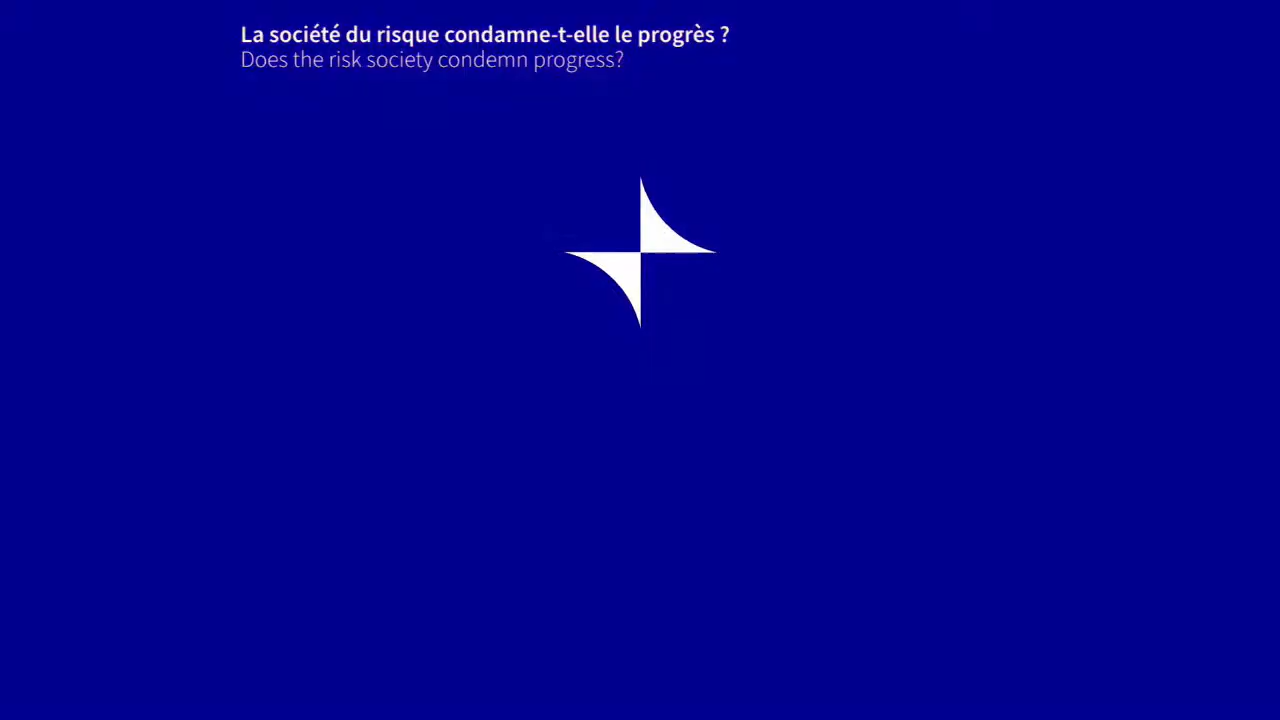 La société du risque condamne-t-elle le progrès ?
Does the risk society condemn progress?